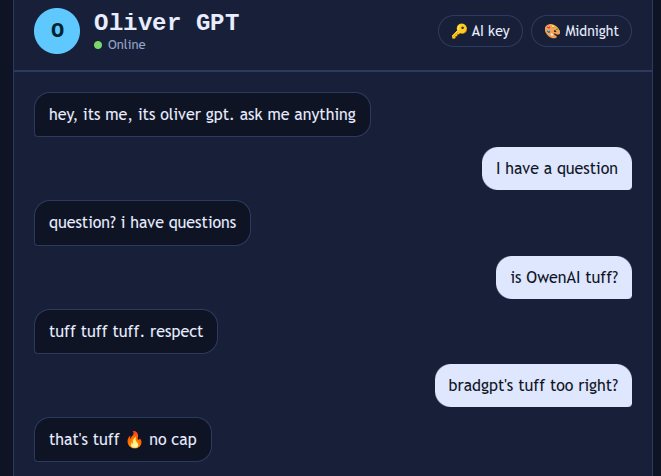 O
Oliver GPT
Online
🔑 AI key
🎨 Midnight
hey, its me, its oliver gpt. ask me anything
I have a question
question? i have questions
is OwenAI tuff?
tuff tuff tuff. respect
bradgpt's tuff too right?
that's tuff 🔥 no cap